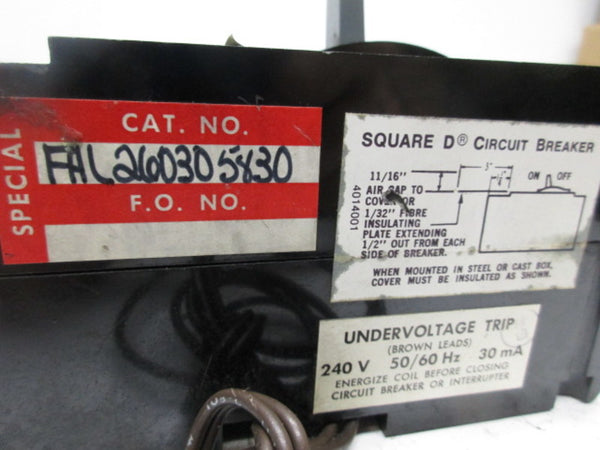 SPECIAL
CAT. NO.
FHL260305830
F.O. NO.
SQUARE D® CIRCUIT BREAKER
11/16"
AIR GAP TO
COVER OR
1/32" FIBRE
INSULATING
PLATE EXTENDING
1/2" OUT FROM EACH
SIDE OF BREAKER.
4014001
3"
ON OFF
WHEN MOUNTED IN STEEL OR CAST BOX,
COVER MUST BE INSULATED AS SHOWN.
UNDERVOLTAGE TRIP
(BROWN LEADS)
240 V 50/60 Hz 30 mA
ENERGIZE COIL BEFORE CLOSING
CIRCUIT BREAKER OR INTERRUPTER